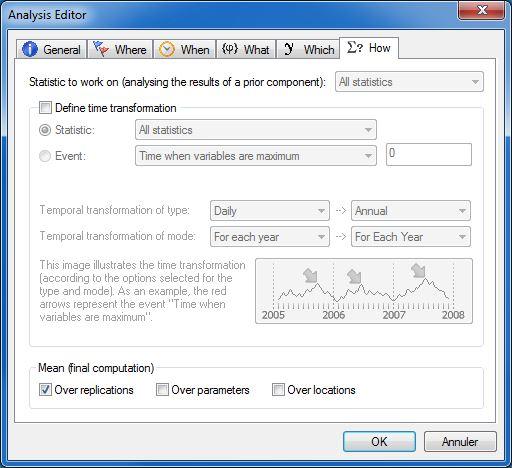 Analysis Editor
General Where When {(φ)} What y Which Σ? How
Statistic to work on (analysing the results of a prior component): All statistics
Define time transformation
Statistic: All statistics
Event: Time when variables are maximum 0
Temporal transformation of type: Daily --> Annual
Temporal transformation of mode: For each year --> For Each Year
This image illustrates the time transformation
(according to the options selected for the
type and mode). As an example, the red
arrows represent the event "Time when
variables are maximum".
2005 2006 2007 2008
Mean (final computation)
Over replications Over parameters Over locations
OK Annuler